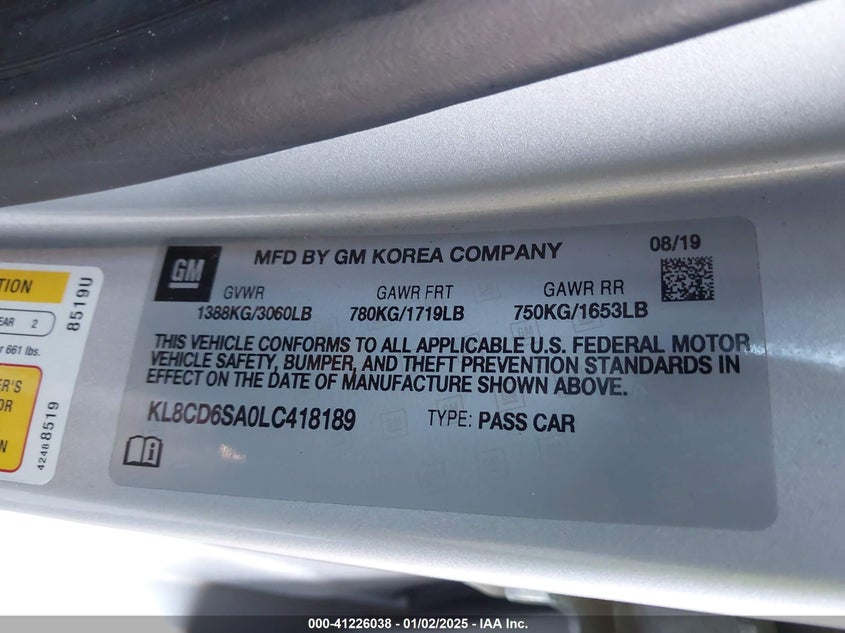 GM
MFD BY GM KOREA COMPANY
08/19
GVWR GAWR FRT GAWR RR
1388KG/3060LB 780KG/1719LB 750KG/1653LB
THIS VEHICLE CONFORMS TO ALL APPLICABLE U.S. FEDERAL MOTOR
VEHICLE SAFETY, BUMPER, AND THEFT PREVENTION STANDARDS IN
EFFECT ON THE DATE OF MANUFACTURE SHOWN ABOVE.
KL8CD6SA0LC418189 TYPE: PASS CAR
2
661 lbs.
8519U
42488519
000-41226038 - 01/02/2025 - IAA Inc.